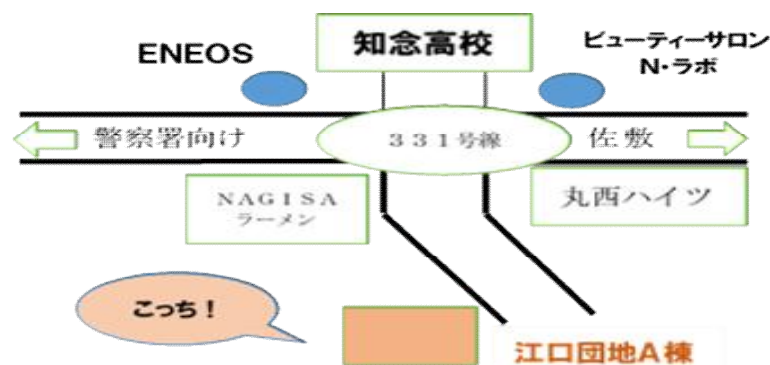 知念高校
ENEOS
ビューティーサロン
N・ラボ
警察署向け
331号線
佐敷
NAGISA
ラーメン
丸西ハイツ
こっち！
江口団地A棟